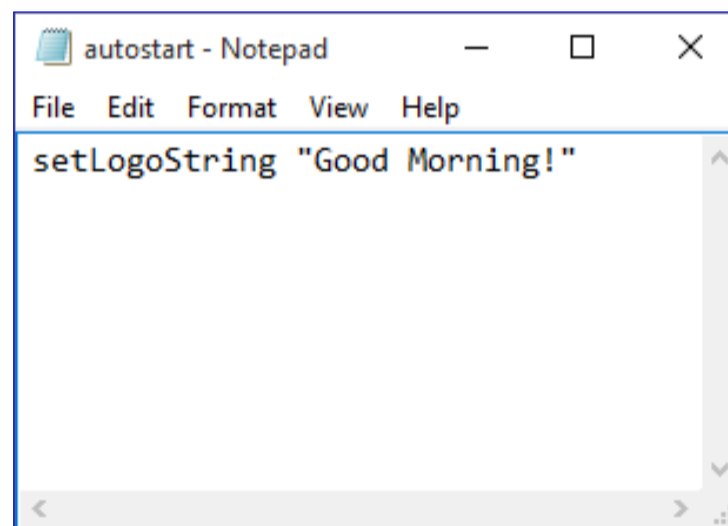 autostart - Notepad
File Edit Format View Help
setLogoString "Good Morning!"